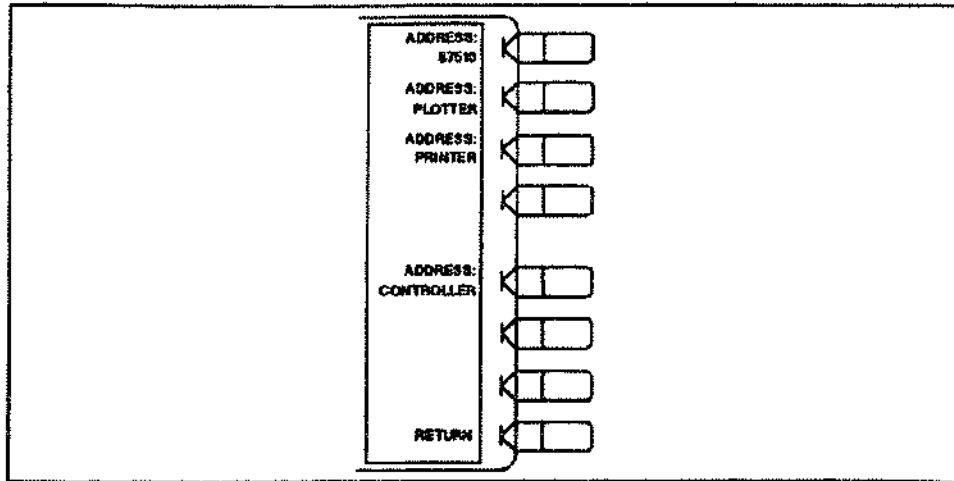 ADDRESS:
87510
ADDRESS:
PLOTTER
ADDRESS:
PRINTER
ADDRESS:
CONTROLLER
RETURN